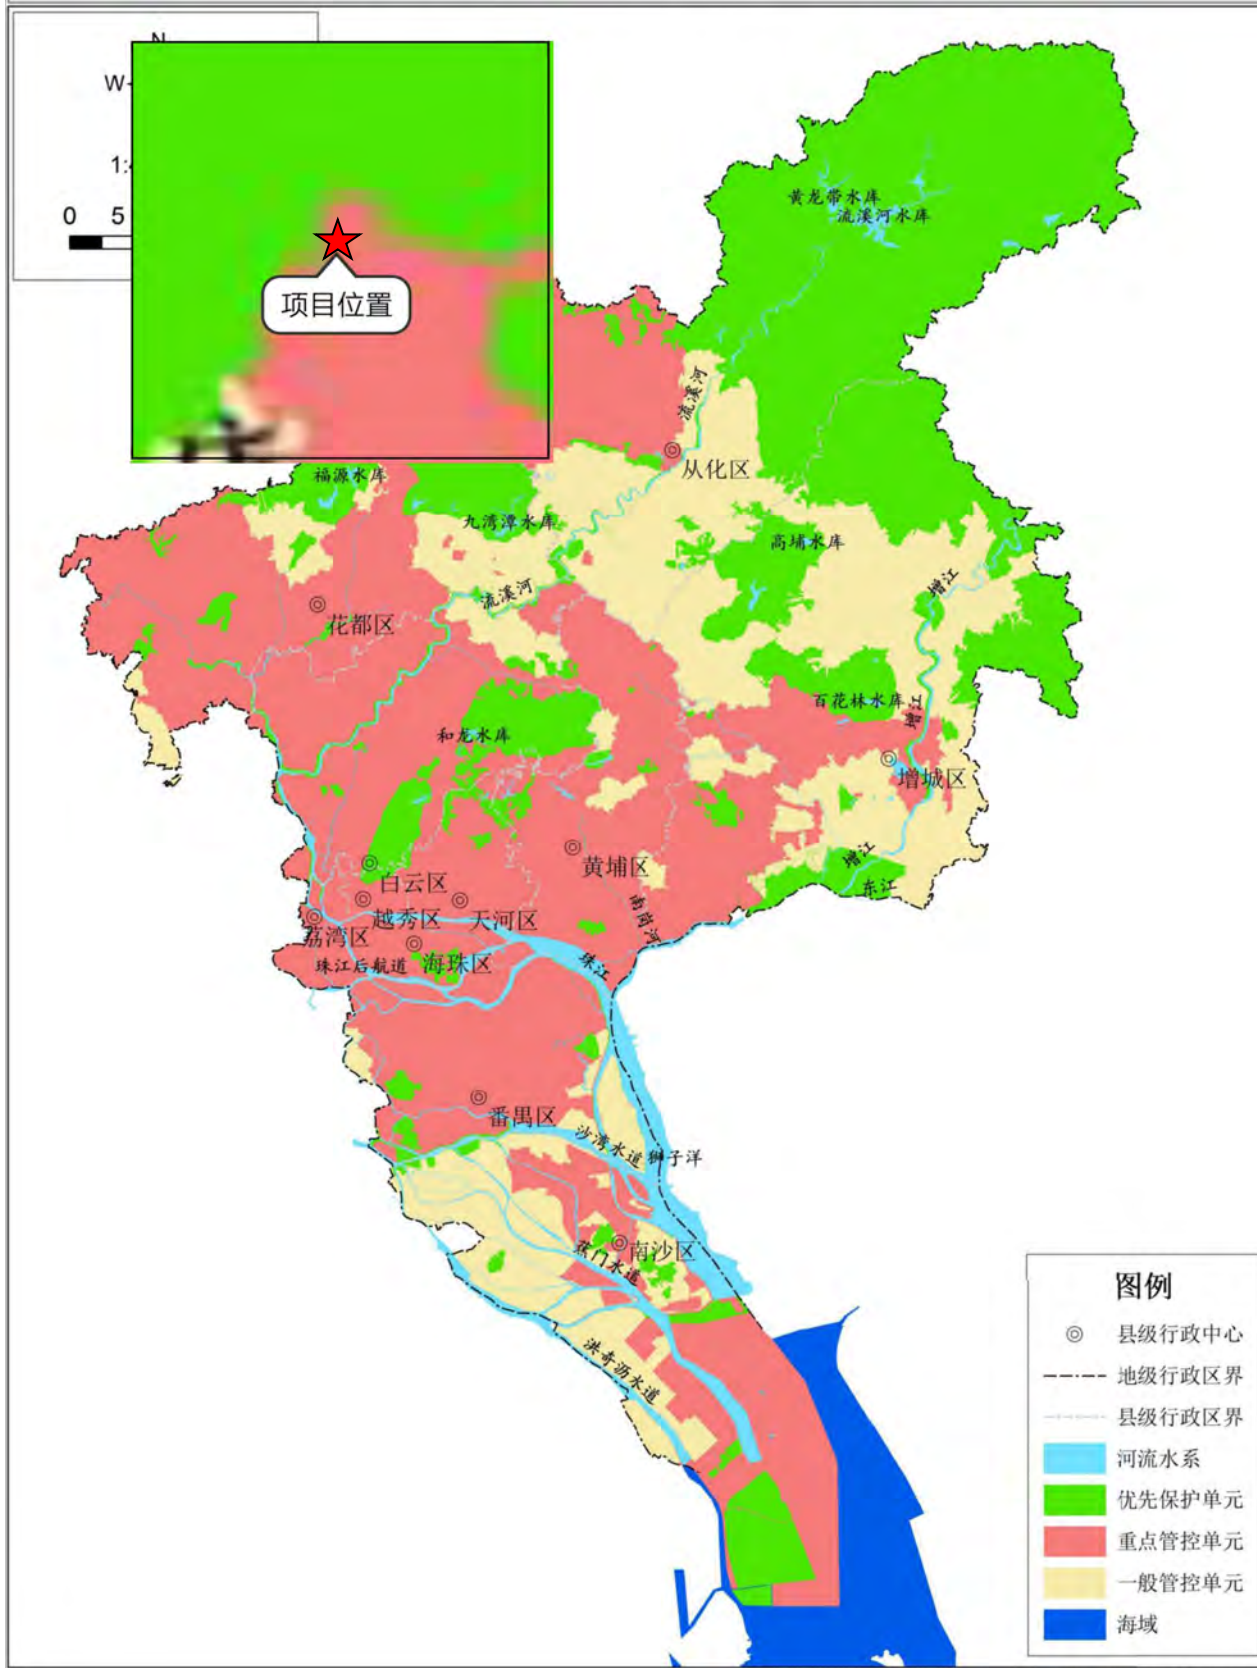 N
W
1:
0 5
项目位置
黄龙带水库
流溪河水库
流溪河
从化区
福源水库
九湾潭水库
高埔水库
增江
流溪河
花都区
百花林水库
增江
和龙水库
增城区
增江
黄埔区
东江
白云区
南岗河
越秀区
天河区
荔湾区
海珠区
珠江后航道
珠江
番禺区
沙湾水道
狮子洋
南沙区
蕉门水道
洪奇沥水道
图例
县级行政中心
地级行政区界
县级行政区界
河流水系
优先保护单元
重点管控单元
一般管控单元
海域